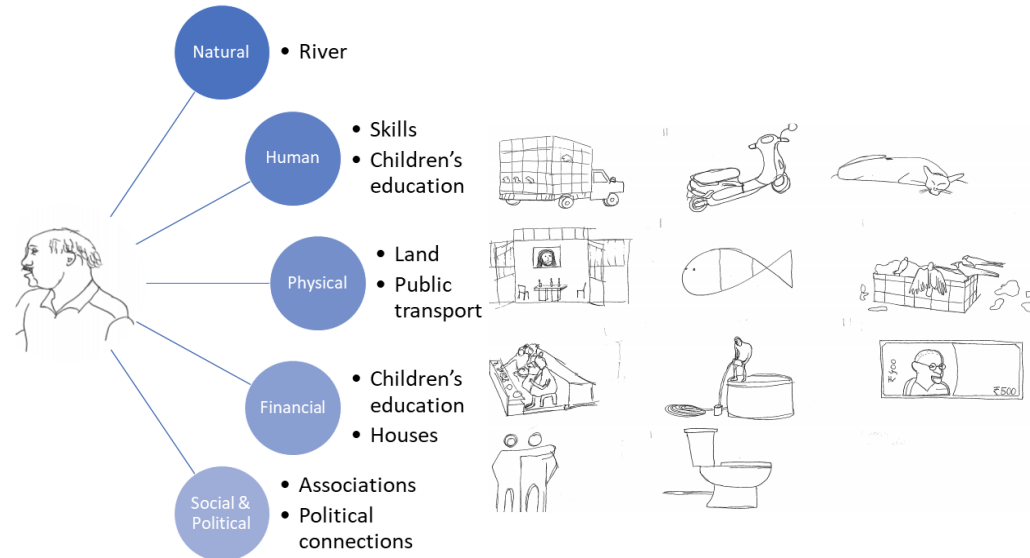 Natural
• River
Human
• Skills
• Children's
education
Physical
• Land
• Public
transport
Financial
• Children's
education
• Houses
Social &
Political
• Associations
• Political
connections
₹500